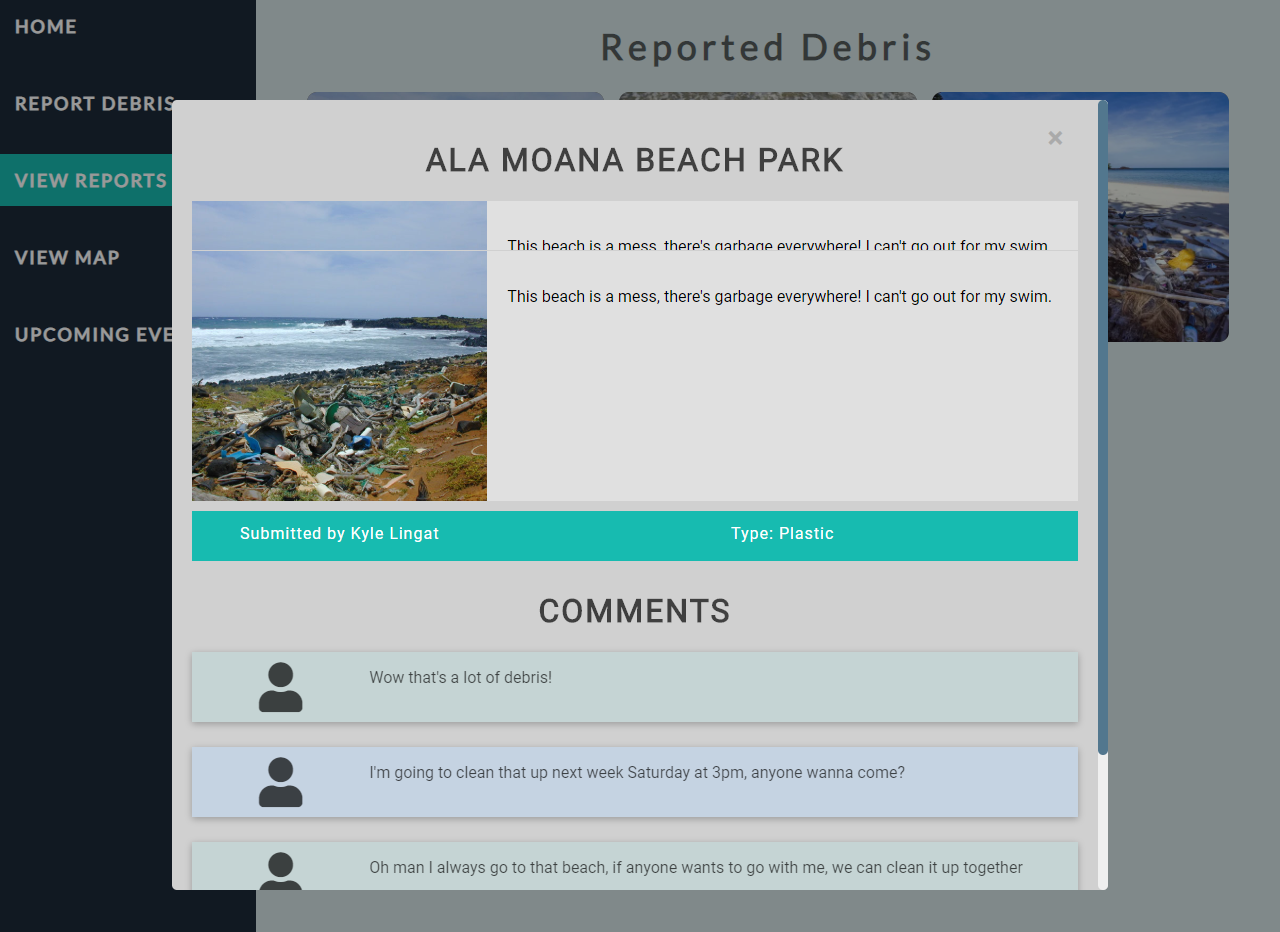 HOME
REPORT DEBRIS
VIEW REPORTS
VIEW MAP
UPCOMING EVE
Reported Debris
×
ALA MOANA BEACH PARK
This beach is a mess, there's garbage everywhere! I can't go out for my swim.
This beach is a mess, there's garbage everywhere! I can't go out for my swim.
Submitted by Kyle Lingat
Type: Plastic
COMMENTS
Wow that's a lot of debris!
I'm going to clean that up next week Saturday at 3pm, anyone wanna come?
Oh man I always go to that beach, if anyone wants to go with me, we can clean it up together